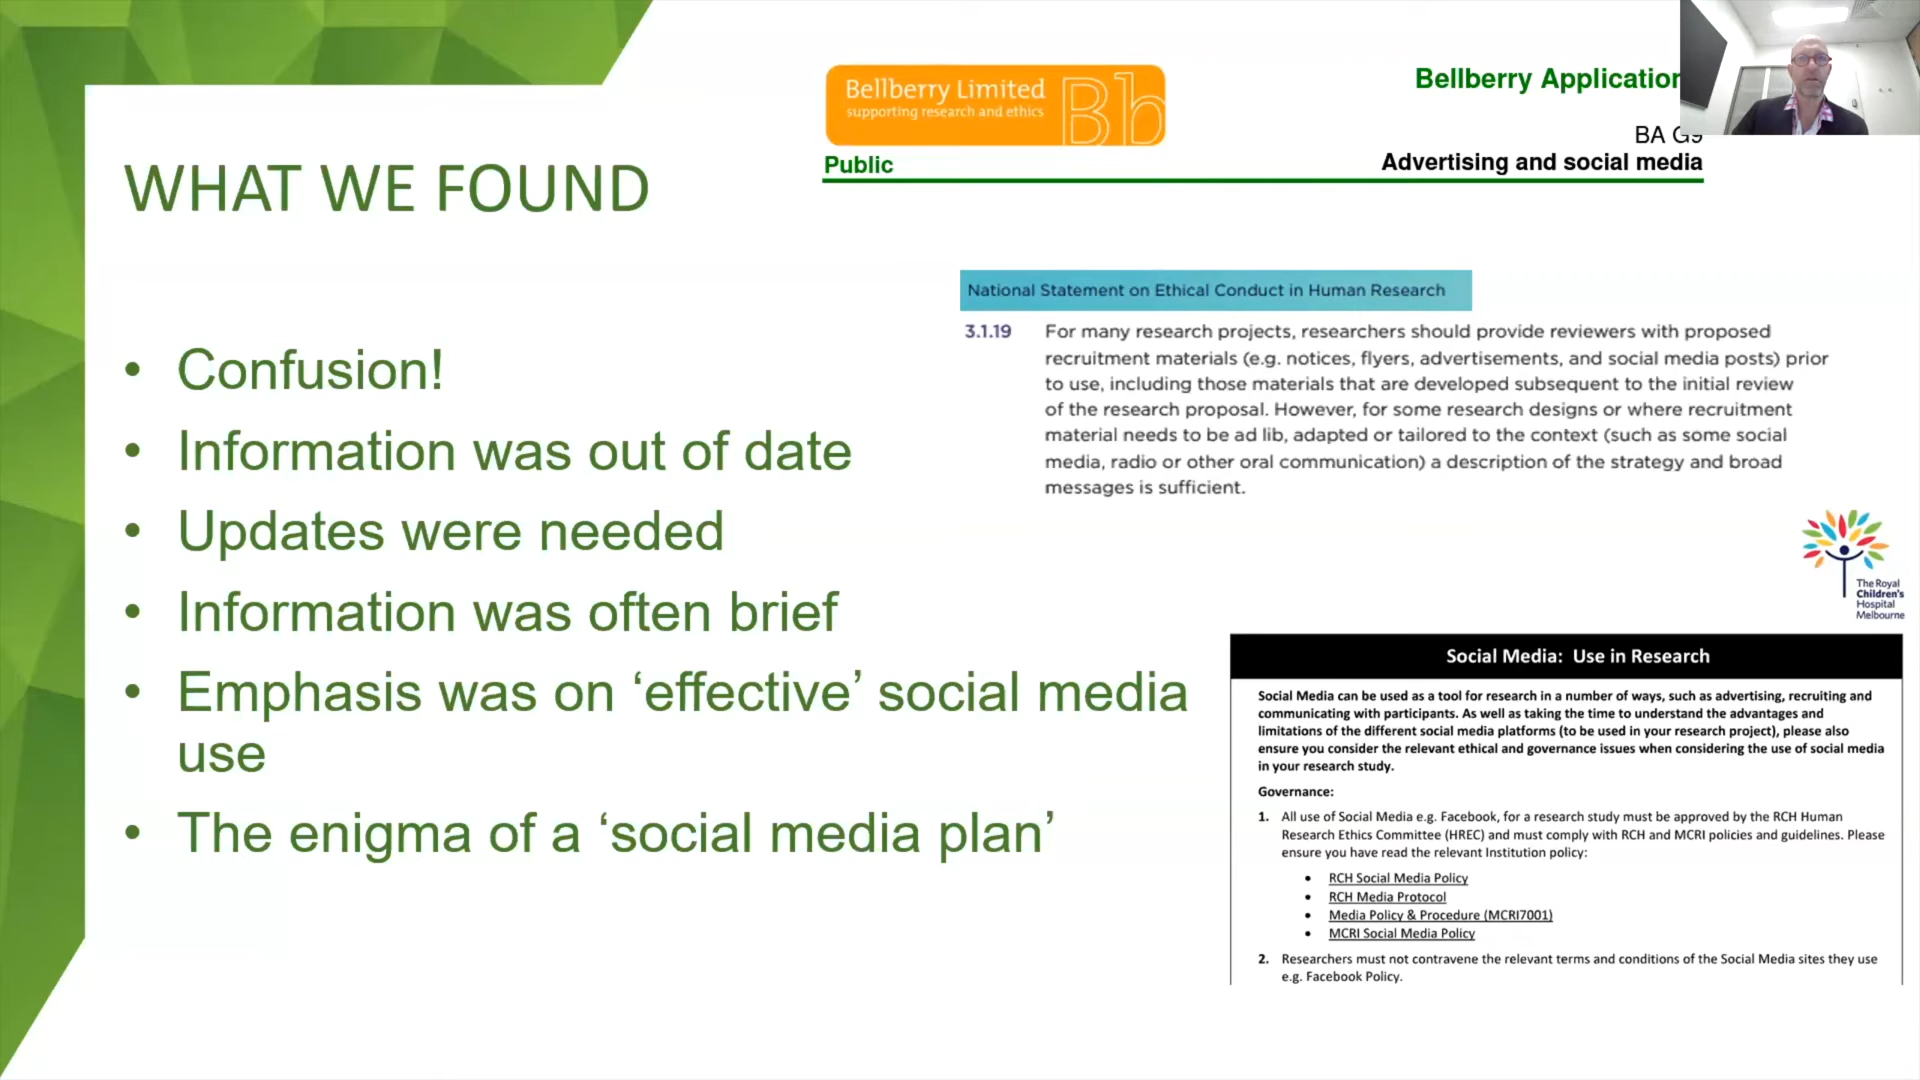 WHAT WE FOUND
• Confusion!
• Information was out of date
• Updates were needed
• Information was often brief
• Emphasis was on ‘effective’ social media
use
• The enigma of a ‘social media plan’
Bellberry Limited
supporting research and ethics
Bb
Bellberry Application
BA G9
Public
Advertising and social media
National Statement on Ethical Conduct in Human Research
3.1.19 For many research projects, researchers should provide reviewers with proposed
recruitment materials (e.g. notices, flyers, advertisements, and social media posts) prior
to use, including those materials that are developed subsequent to the initial review
of the research proposal. However, for some research designs or where recruitment
material needs to be ad lib, adapted or tailored to the context (such as some social
media, radio or other oral communication) a description of the strategy and broad
messages is sufficient.
The Royal
Children's
Hospital
Melbourne
Social Media: Use in Research
Social Media can be used as a tool for research in a number of ways, such as advertising, recruiting and
communicating with participants. As well as taking the time to understand the advantages and
limitations of the different social media platforms (to be used in your research project), please also
ensure you consider the relevant ethical and governance issues when considering the use of social media
in your research study.
Governance:
1. All use of Social Media e.g. Facebook, for a research study must be approved by the RCH Human
Research Ethics Committee (HREC) and must comply with RCH and MCRI policies and guidelines. Please
ensure you have read the relevant Institution policy:
• RCH Social Media Policy
• RCH Media Protocol
• Media Policy & Procedure (MCRI7001)
• MCRI Social Media Policy
2. Researchers must not contravene the relevant terms and conditions of the Social Media sites they use
e.g. Facebook Policy.